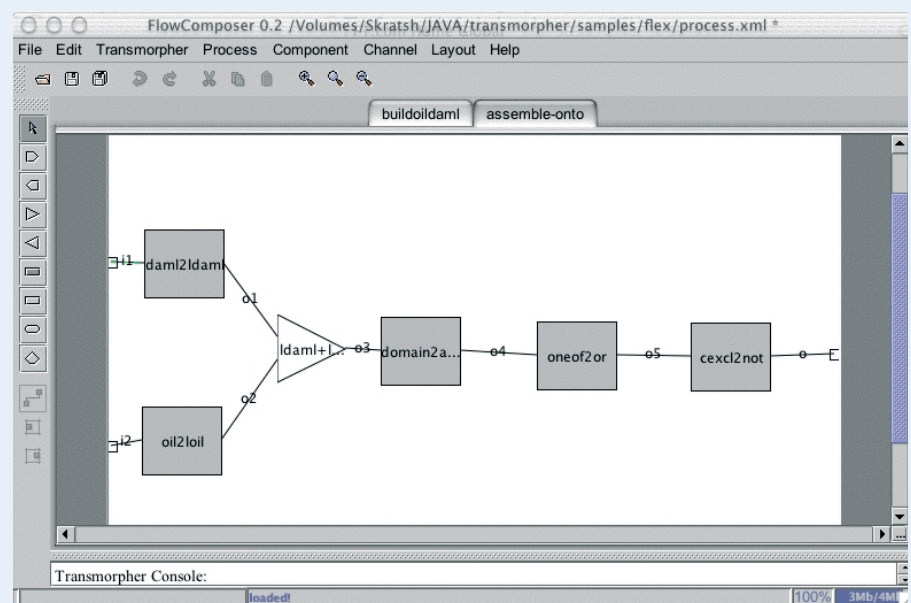 FlowComposer 0.2 /Volumes/Skratsh/JAVA/transmorpher/samples/flex/process.xml *
File Edit Transmorpher Process Component Channel Layout Help
buildoildaml assemble-onto
i1 daml2ldaml
o1
ldaml+l... o3 domain2a... o4 oneof2or o5 cexcl2not o
o2
i2 oil2loil
Transmorpher Console:
loaded! 100% 3Mb/4M